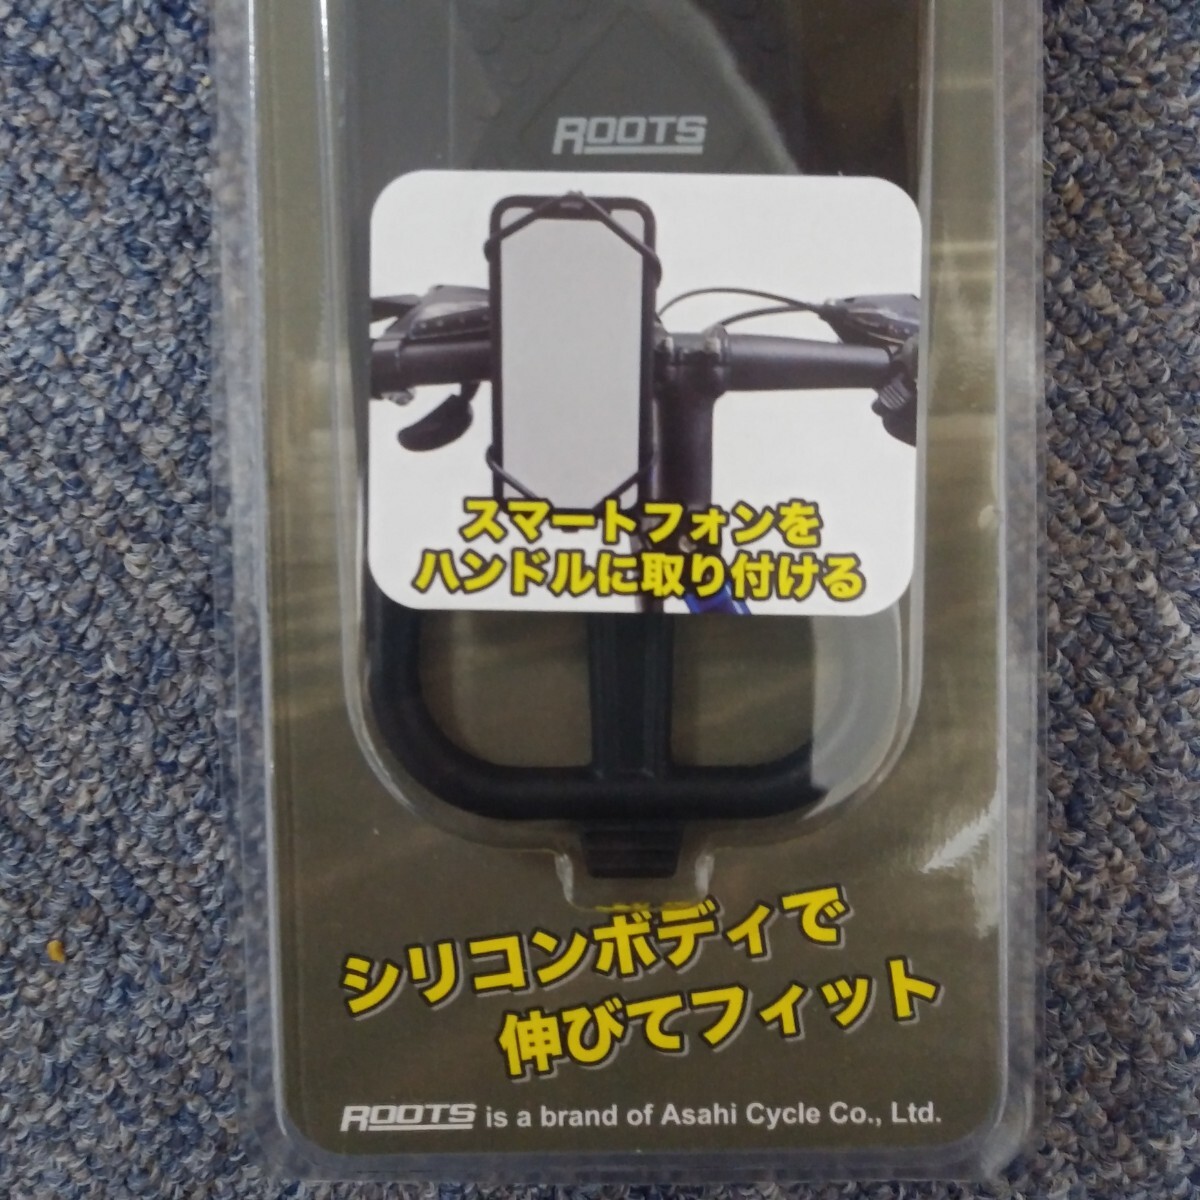 ROOTS
スマートフォンを
ハンドルに取り付ける
シリコンボディで
伸びてフィット
ROOTS is a brand of Asahi Cycle Co., Ltd.